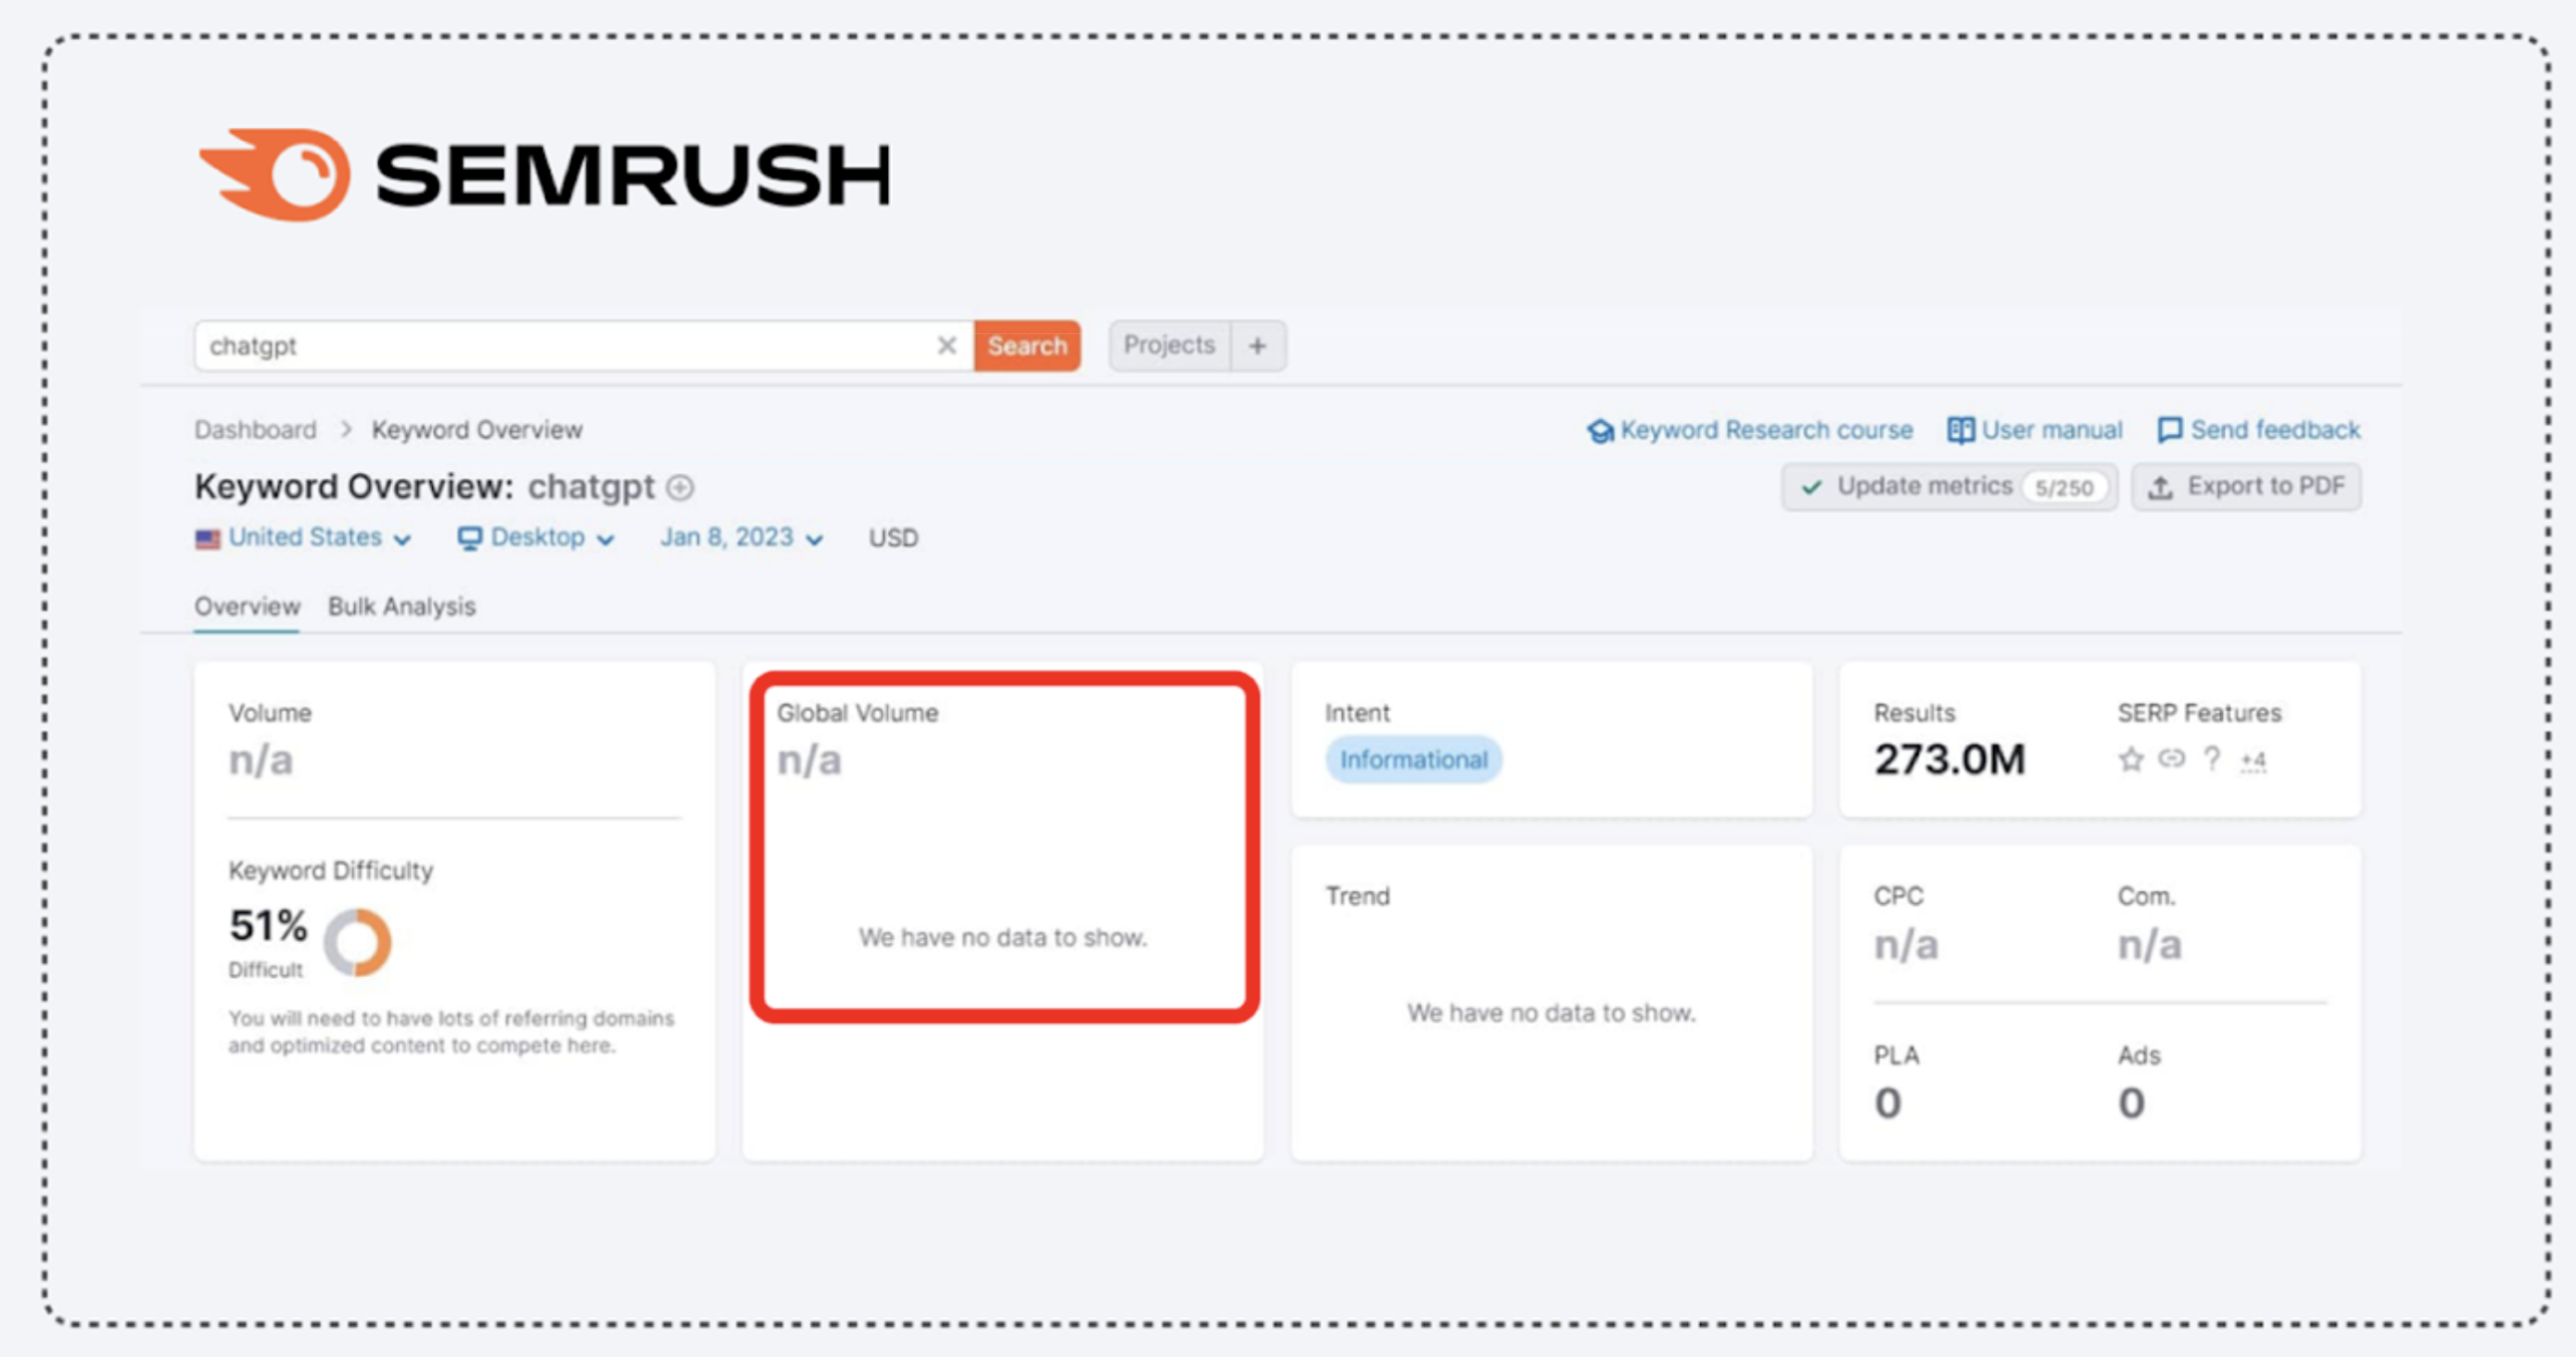 SEMRUSH
chatgpt
Search
Projects +
Dashboard > Keyword Overview
Keyword Research course
User manual
Send feedback
Keyword Overview: chatgpt
Update metrics 5/250
Export to PDF
United States
Desktop
Jan 8, 2023
USD
Overview
Bulk Analysis
Volume
n/a
Keyword Difficulty
51%
Difficult
You will need to have lots of referring domains
and optimized content to compete here.
Global Volume
n/a
We have no data to show.
Intent
Informational
Trend
We have no data to show.
Results
273.0M
SERP Features
? +4
CPC
n/a
Com.
n/a
PLA
0
Ads
0